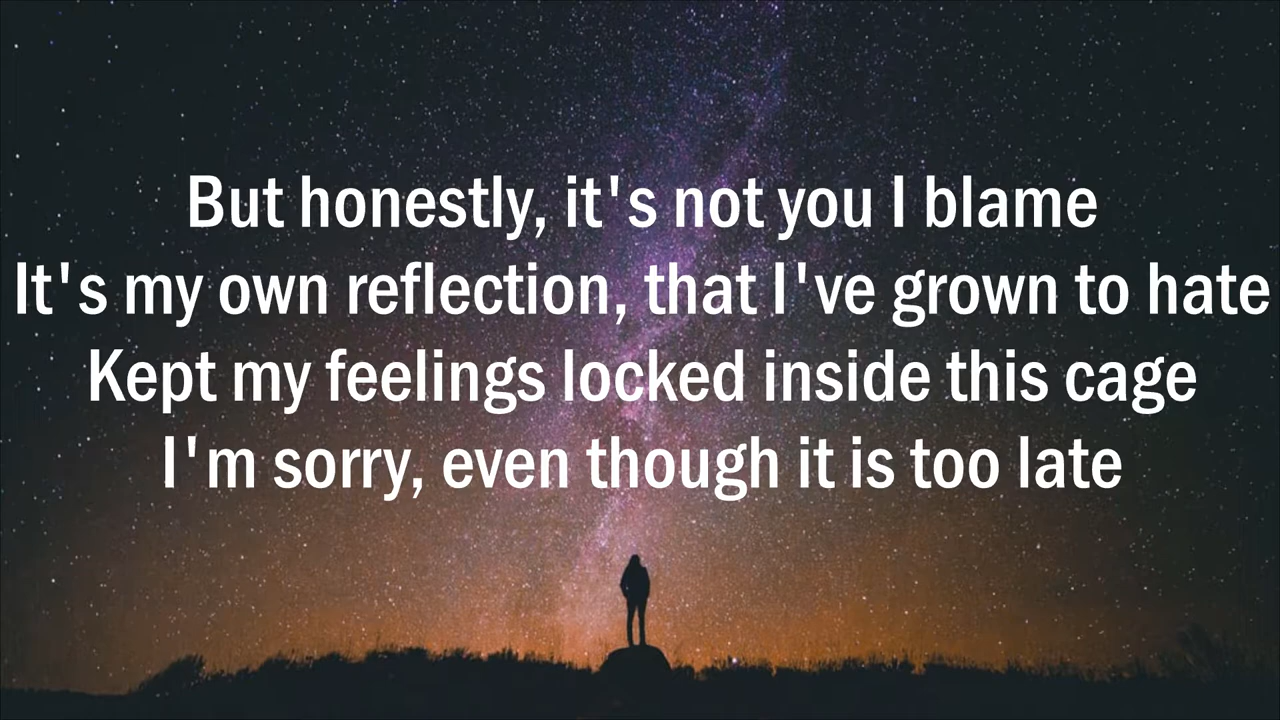 But honestly, it's not you I blame
It's my own reflection, that I've grown to hate
Kept my feelings locked inside this cage
I'm sorry, even though it is too late